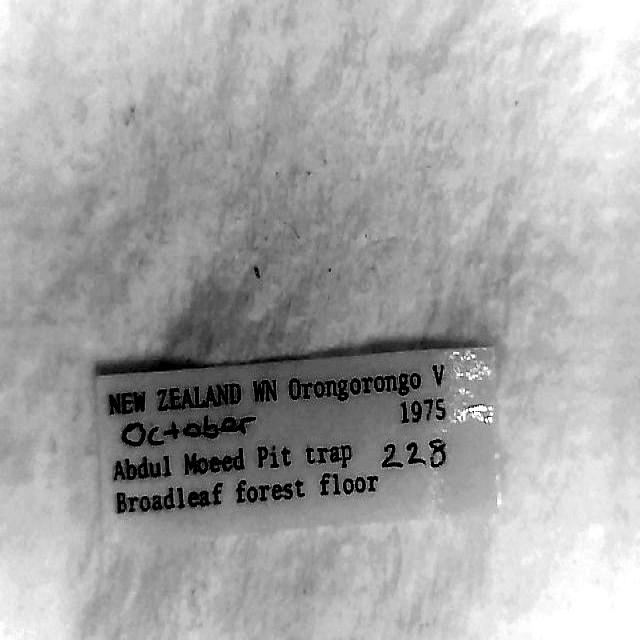 NEW ZEALAND WN Orongorongo V
October 1975
Abdul Moeed Pit trap 228
Broadleaf forest floor